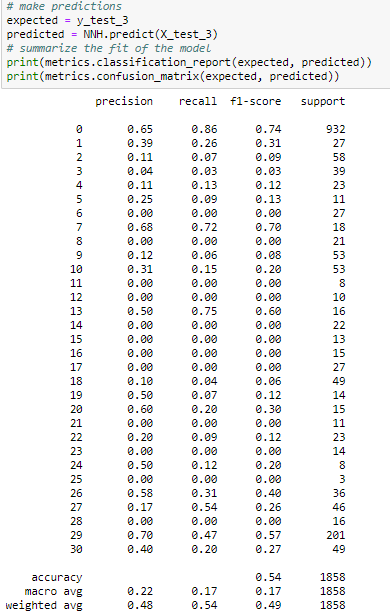 # make predictions
expected = y_test_3
predicted = NNH.predict(X_test_3)
# summarize the fit of the model
print(metrics.classification_report(expected, predicted))
print(metrics.confusion_matrix(expected, predicted))
precision recall f1-score support
0 0.65 0.86 0.74 932
1 0.39 0.26 0.31 27
2 0.11 0.07 0.09 58
3 0.04 0.03 0.03 39
4 0.11 0.13 0.12 23
5 0.25 0.09 0.13 11
6 0.00 0.00 0.00 27
7 0.68 0.72 0.70 18
8 0.00 0.00 0.00 21
9 0.12 0.06 0.08 53
10 0.31 0.15 0.20 53
11 0.00 0.00 0.00 8
12 0.00 0.00 0.00 10
13 0.50 0.75 0.60 16
14 0.00 0.00 0.00 22
15 0.00 0.00 0.00 13
16 0.00 0.00 0.00 15
17 0.00 0.00 0.00 27
18 0.10 0.04 0.06 49
19 0.50 0.07 0.12 14
20 0.60 0.20 0.30 15
21 0.00 0.00 0.00 11
22 0.20 0.09 0.12 23
23 0.00 0.00 0.00 14
24 0.50 0.12 0.20 8
25 0.00 0.00 0.00 3
26 0.58 0.31 0.40 36
27 0.17 0.54 0.26 46
28 0.00 0.00 0.00 16
29 0.70 0.47 0.57 201
30 0.40 0.20 0.27 49
accuracy 0.54 1858
macro avg 0.22 0.17 0.17 1858
weighted avg 0.48 0.54 0.49 1858